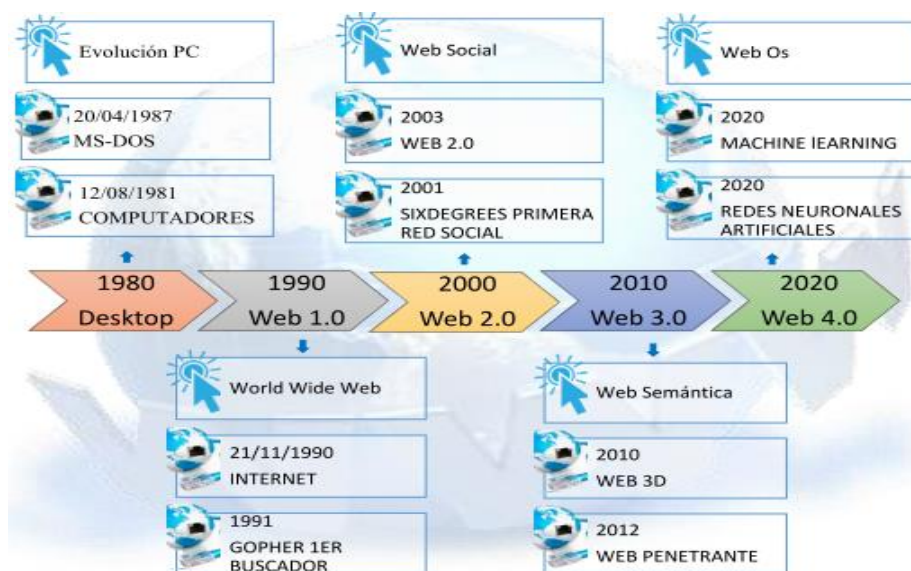 Evolución PC
20/04/1987
MS-DOS
12/08/1981
COMPUTADORES
Web Social
2003
WEB 2.0
2001
SIXDEGREES PRIMERA
RED SOCIAL
Web Os
2020
MACHINE lEARNING
2020
REDES NEURONALES
ARTIFICIALES
1980
Desktop
1990
Web 1.0
2000
Web 2.0
2010
Web 3.0
2020
Web 4.0
World Wide Web
21/11/1990
INTERNET
1991
GOPHER 1ER
BUSCADOR
Web Semántica
2010
WEB 3D
2012
WEB PENETRANTE